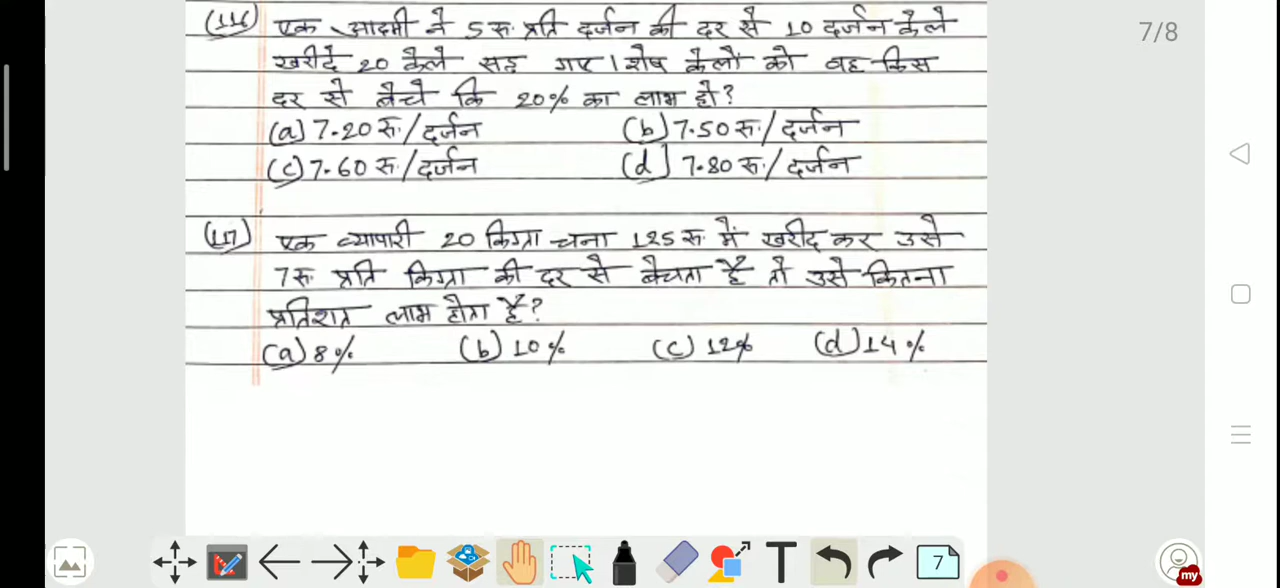 7/8
(116) एक आदमी ने 5 रू. प्रति दर्जन की दर से 10 दर्जन केले
खरीदे 20 केले सड़ गए। शेष केलों को वह किस
दर से बेचे कि 20% का लाभ हो?
(a) 7.20 रू./दर्जन (b) 7.50 रू./दर्जन
(c) 7.60 रू./दर्जन (d) 7.80 रू./दर्जन
(117) एक व्यापारी 20 किग्रा चना 125 रू. में खरीद कर उसे
7 रू प्रति किग्रा की दर से बेचता है तो उसे कितना
प्रतिशत लाभ होता है?
(a) 8% (b) 10% (c) 12% (d) 14%
T 7
my